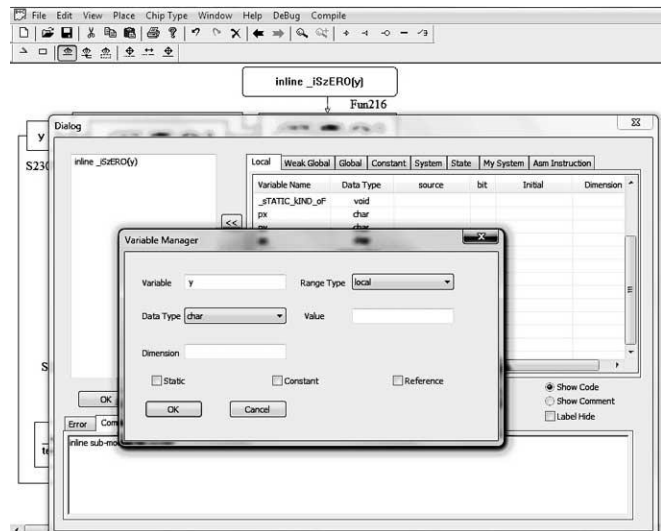 File Edit View Place Chip Type Window Help DeBug Compile
inline _iSzERO(y)
Fun216
y
Dialog
S230
inline _iSzERO(y)
Local Weak Global Global Constant System State My System Asm Instruction
Variable Name Data Type source bit Initial Dimension
_sTATIC_kIND_oF void
px char
<<
Variable Manager
Variable y Range Type local
Data Type char Value
Dimension
Static Constant Reference
OK Cancel
S
OK
Show Code
Show Comment
Label Hide
Error Com
te
inline sub-mo